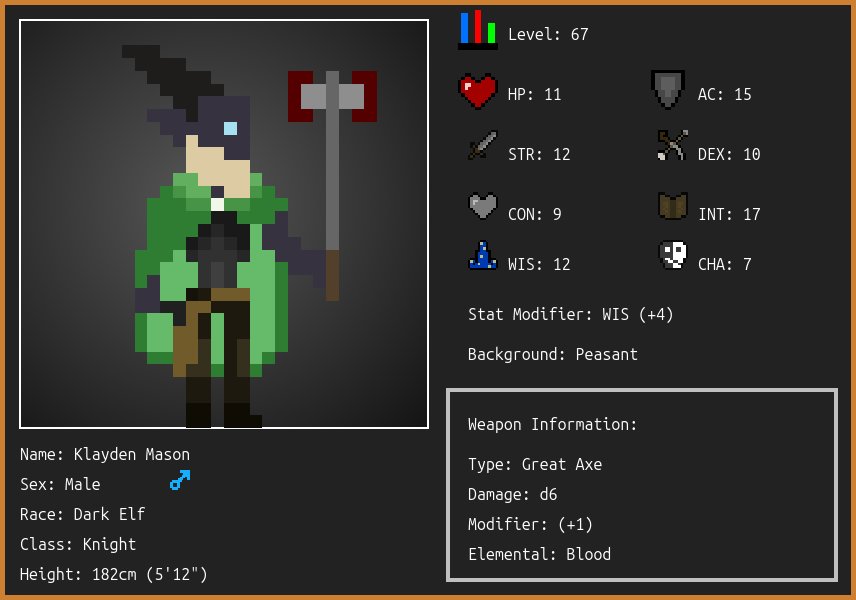 Level: 67
HP: 11
AC: 15
STR: 12
DEX: 10
CON: 9
INT: 17
WIS: 12
CHA: 7
Stat Modifier: WIS (+4)
Background: Peasant
Weapon Information:
Type: Great Axe
Damage: d6
Modifier: (+1)
Elemental: Blood
Name: Klayden Mason
Sex: Male
Race: Dark Elf
Class: Knight
Height: 182cm (5'12")